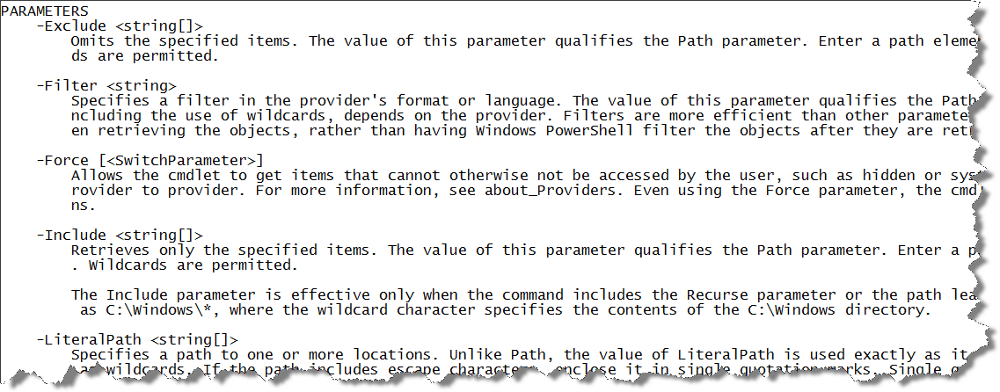 PARAMETERS
-Exclude <string[]>
Omits the specified items. The value of this parameter qualifies the Path parameter. Enter a path
ds are permitted.
-Filter <string>
Specifies a filter in the provider's format or language. The value of this parameter qualifies the Path
ncluding the use of wildcards, depends on the provider. Filters are more efficient than other
en retrieving the objects, rather than having Windows PowerShell filter the objects after they are
-Force [<SwitchParameter>]
Allows the cmdlet to get items that cannot otherwise not be accessed by the user, such as hidden or
rovider to provider. For more information, see about_Providers. Even using the Force parameter, the
ns.
-Include <string[]>
Retrieves only the specified items. The value of this parameter qualifies the Path parameter. Enter a
. Wildcards are permitted.
The Include parameter is effective only when the command includes the Recurse parameter or the path
as C:\Windows\*, where the wildcard character specifies the contents of the C:\Windows directory.
-LiteralPath <string[]>
Specifies a path to one or more locations. Unlike Path, the value of LiteralPath is used exactly as it
as wildcards. If the path includes escape characters, enclose it in single quotation marks. Single